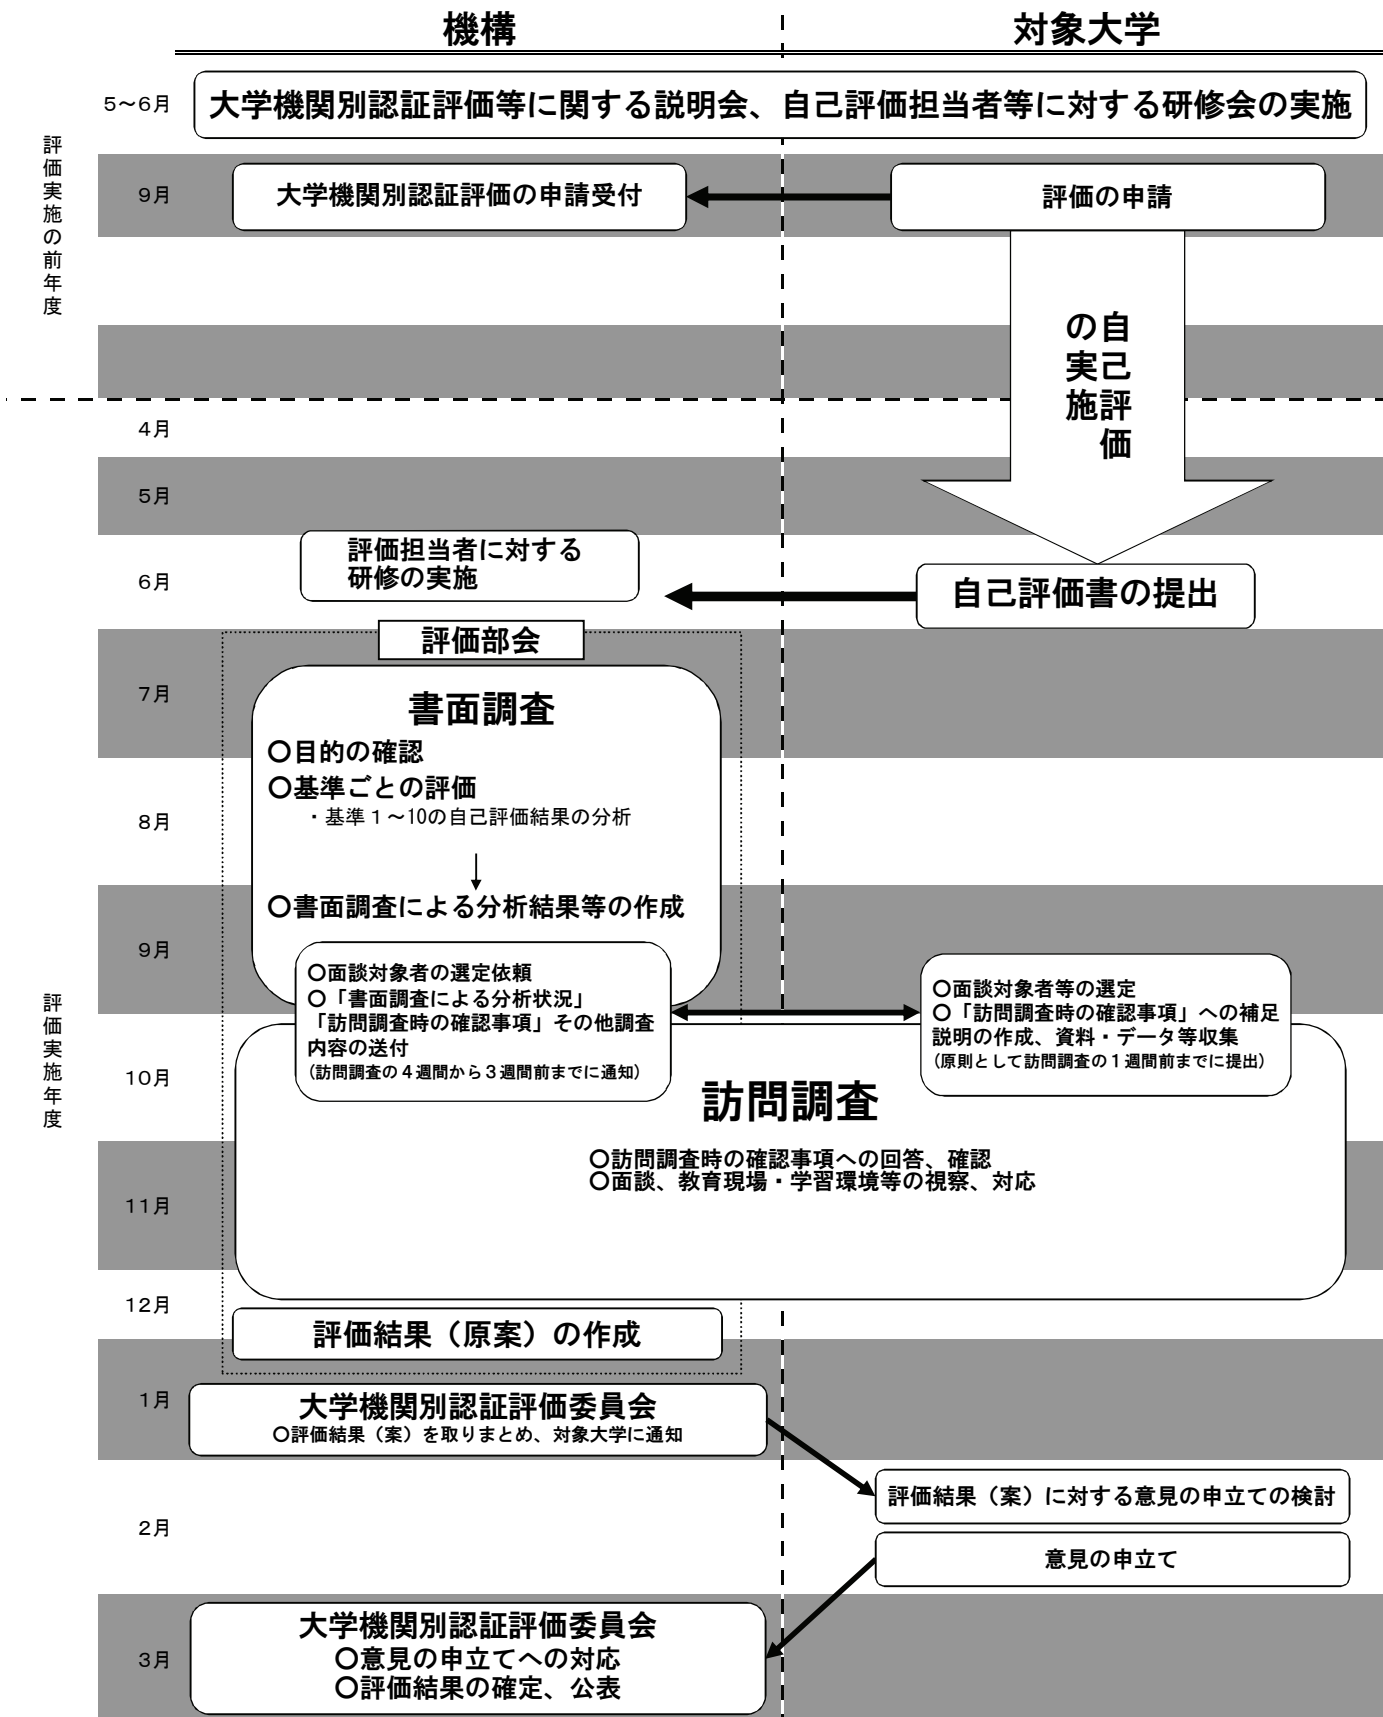 機構
対象大学
評価実施の前年度
5～6月
大学機関別認証評価等に関する説明会、自己評価担当者等に対する研修会の実施
9月
大学機関別認証評価の申請受付
評価の申請
自己評価
の実施
評価実施年度
4月
5月
6月
評価担当者に対する
研修の実施
自己評価書の提出
評価部会
7月
書面調査
○目的の確認
○基準ごとの評価
・基準１～10の自己評価結果の分析
8月
○書面調査による分析結果等の作成
9月
○面談対象者の選定依頼
○「書面調査による分析状況」
「訪問調査時の確認事項」その他調査
内容の送付
(訪問調査の４週間から３週間前までに通知)
○面談対象者等の選定
○「訪問調査時の確認事項」への補足
説明の作成、資料・データ等収集
(原則として訪問調査の１週間前までに提出)
10月
訪問調査
○訪問調査時の確認事項への回答、確認
○面談、教育現場・学習環境等の視察、対応
11月
12月
評価結果（原案）の作成
1月
大学機関別認証評価委員会
○評価結果（案）を取りまとめ、対象大学に通知
評価結果（案）に対する意見の申立ての検討
2月
意見の申立て
3月
大学機関別認証評価委員会
○意見の申立てへの対応
○評価結果の確定、公表